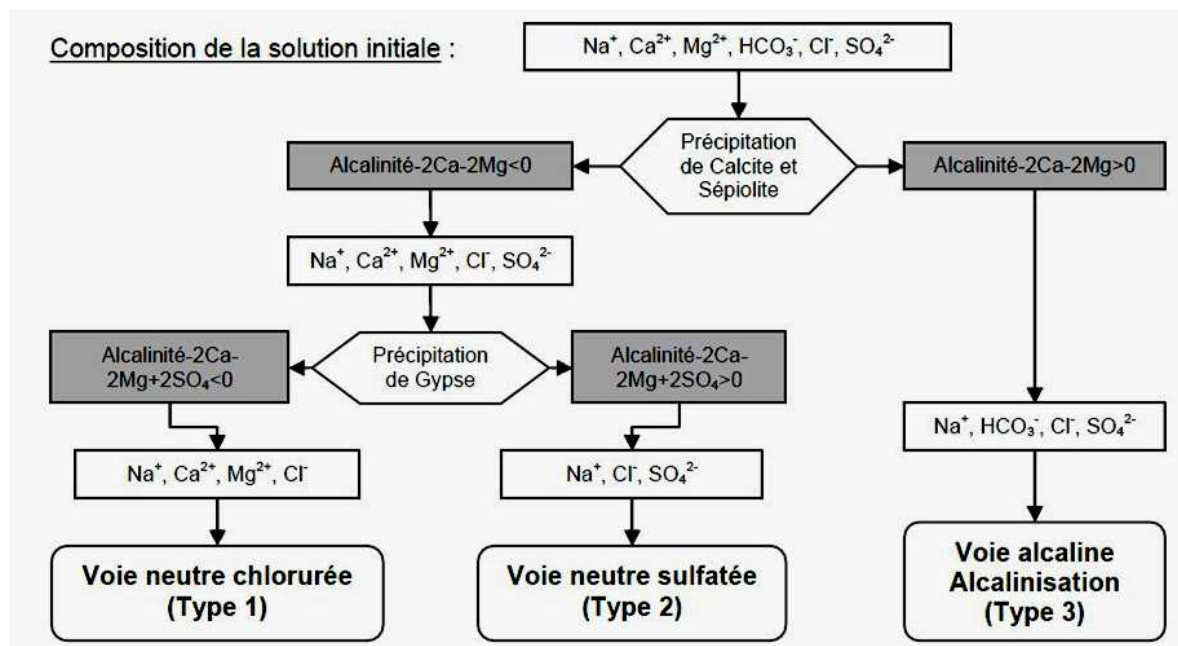 Composition de la solution initiale :
Na⁺, Ca²⁺, Mg²⁺, HCO₃⁻, Cl⁻, SO₄²⁻
Précipitation
de Calcite et
Sépiolite
Alcalinité-2Ca-2Mg<0
Alcalinité-2Ca-2Mg>0
Na⁺, Ca²⁺, Mg²⁺, Cl⁻, SO₄²⁻
Précipitation
de Gypse
Alcalinité-2Ca-
2Mg+2SO₄<0
Alcalinité-2Ca-
2Mg+2SO₄>0
Na⁺, HCO₃⁻, Cl⁻, SO₄²⁻
Na⁺, Ca²⁺, Mg²⁺, Cl⁻
Na⁺, Cl⁻, SO₄²⁻
Voie neutre chlorurée
(Type 1)
Voie neutre sulfatée
(Type 2)
Voie alcaline
Alcalinisation
(Type 3)